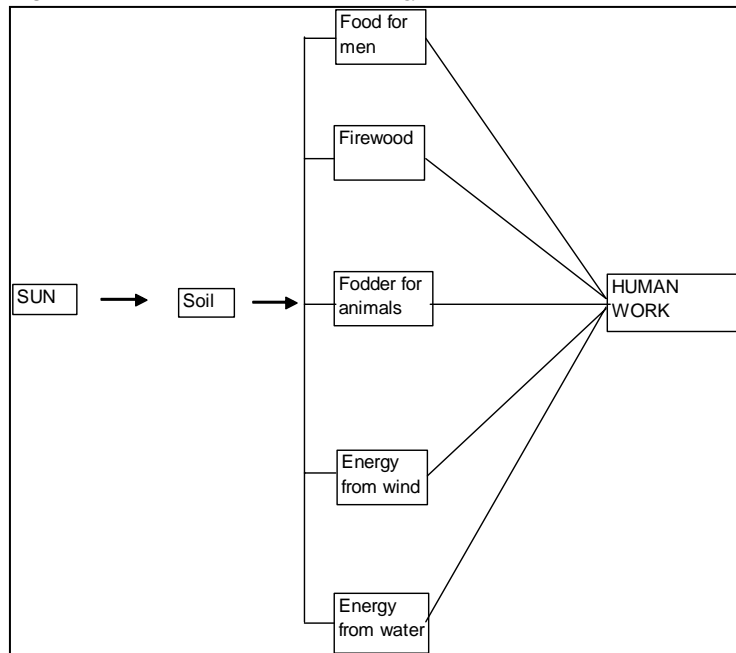 Food for
men
Firewood
SUN
Soil
Fodder for
animals
HUMAN
WORK
Energy
from wind
Energy
from water